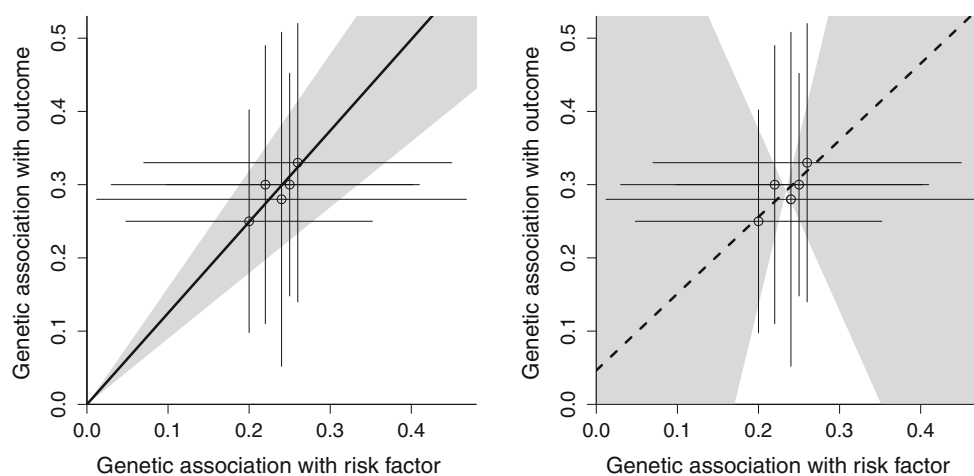 Genetic association with outcome
0.0 0.1 0.2 0.3 0.4 0.5
0.0 0.1 0.2 0.3 0.4
Genetic association with risk factor
Genetic association with outcome
0.0 0.1 0.2 0.3 0.4 0.5
0.0 0.1 0.2 0.3 0.4
Genetic association with risk factor